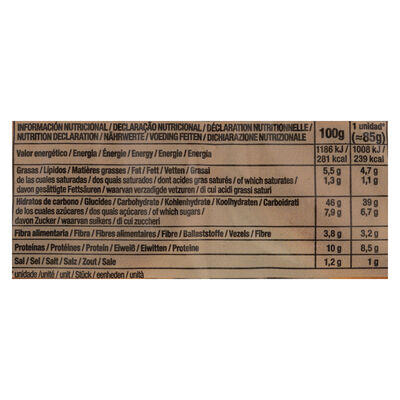 INFORMACIÓN NUTRICIONAL / DECLARAÇÃO NUTRICIONAL / DÉCLARATION NUTRITIONNELLE / 100g 1 unidad*
NUTRITION DECLARATION / NÄHRWERTE / VOEDING FEITEN / DICHIARAZIONE NUTRIZIONALE (≈85g)
Valor energético / Energia / Énergie / Energy / Energie / Energia 1186 kJ / 1008 kJ /
281 kcal 239 kcal
Grasas / Lípidos / Matières grasses / Fat / Fett / Vetten / Grassi 5,5 g 4,7 g
de las cuales saturadas / dos quais saturados / dont acides gras saturés / of which saturates / 1,3 g 1,1 g
davon gesättigte Fettsäuren / waarvan verzadigde vetzuren / di cui acidi grassi saturi
Hidratos de carbono / Glucides / Carbohydrate / Kohlenhydrate / Koolhydraten / Carboidrati 46 g 39 g
de los cuales azúcares / dos quais açúcares / of which sugars / 7,9 g 6,7 g
davon Zucker / waarvan suikers / di cui zuccheri
Fibra alimentaria / Fibra / Fibres alimentaires / Fibre / Ballaststoffe / Vezels / Fibre 3,8 g 3,2 g
Proteínas / Protéines / Protein / Eiweiß / Eiwitten / Proteine 10 g 8,5 g
Sal / Sel / Salt / Salz / Zout / Sale 1,2 g 1 g
unidade /unité / unit / Stück / eenheden / unità